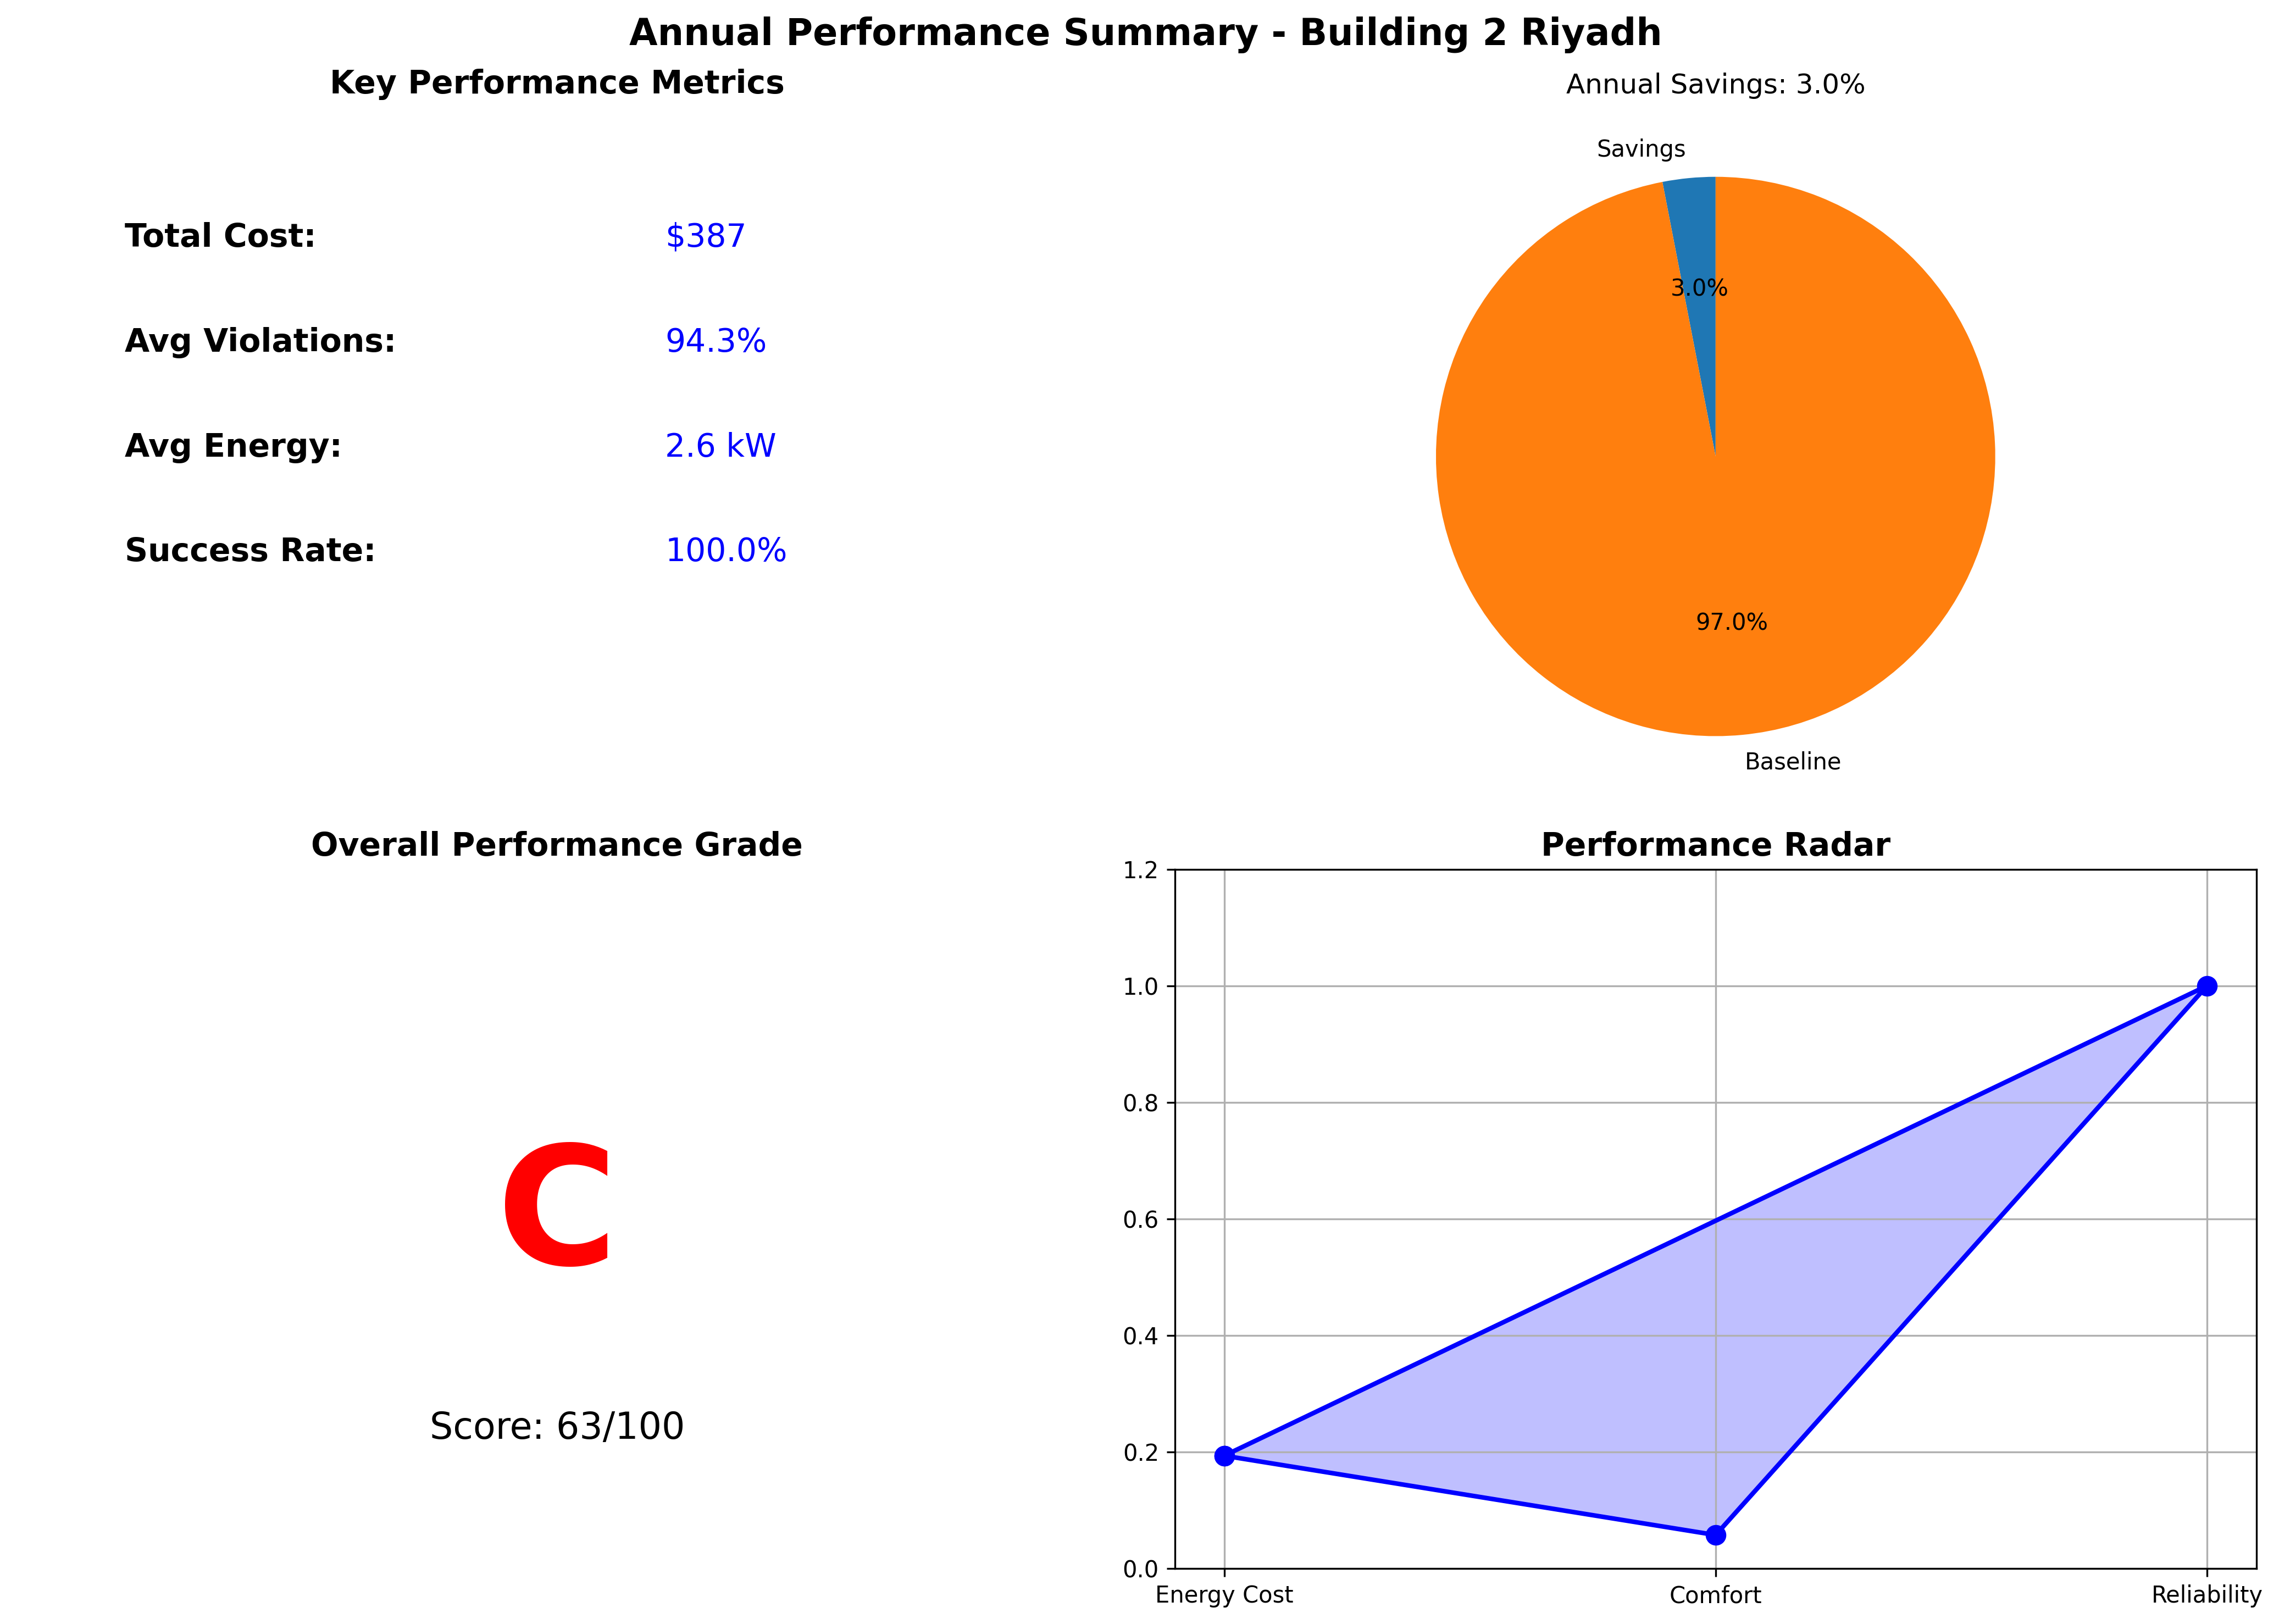 Annual Performance Summary - Building 2 Riyadh
Key Performance Metrics
Total Cost: $387
Avg Violations: 94.3%
Avg Energy: 2.6 kW
Success Rate: 100.0%
Annual Savings: 3.0%
Savings
3.0%
97.0%
Baseline
Overall Performance Grade
C
Score: 63/100
Performance Radar
1.2
1.0
0.8
0.6
0.4
0.2
0.0
Energy Cost Comfort Reliability